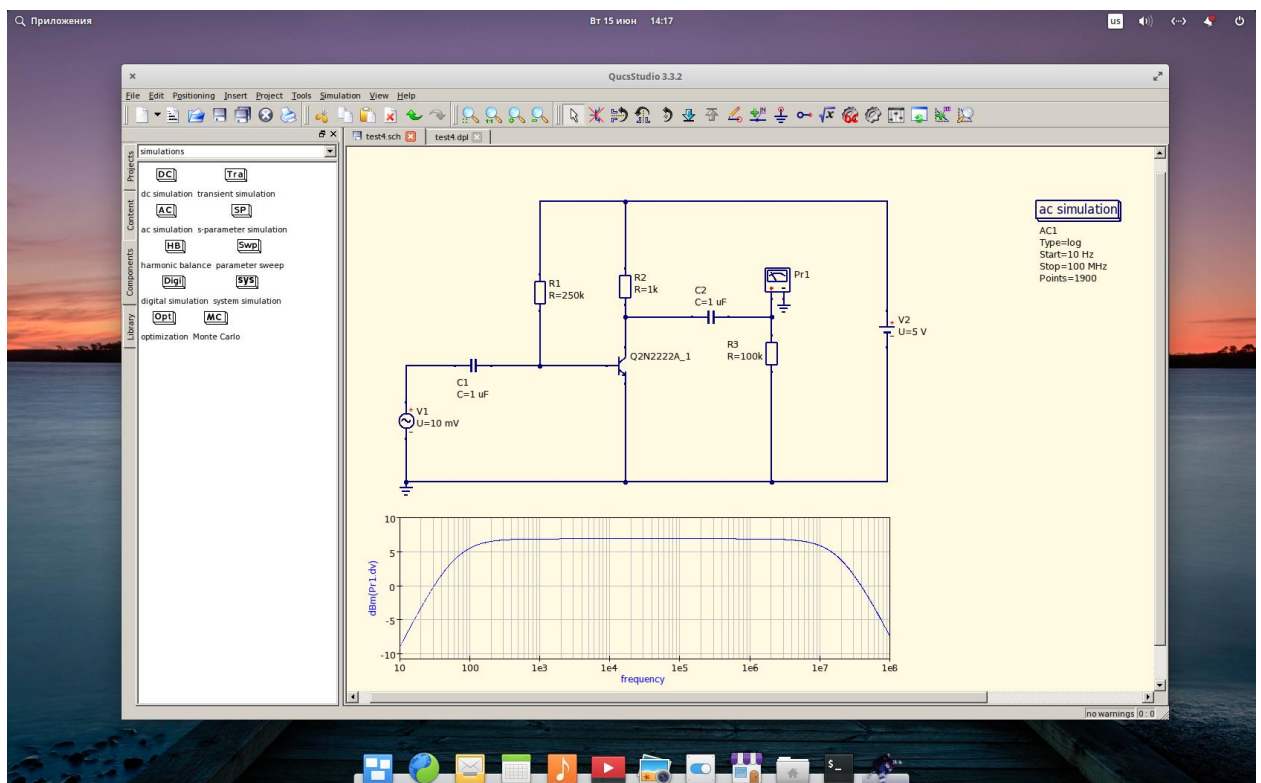 Приложения
Вт 15 июн 14:17
us
QucsStudio 3.3.2
File Edit Positioning Insert Project Tools Simulation View Help
test4.sch
test4.dpl
Projects
Content
Components
Library
simulations
DC
Tra
dc simulation transient simulation
AC
SP
ac simulation s-parameter simulation
HB
Swp
harmonic balance parameter sweep
Digi
sys
digital simulation system simulation
Opt
MC
optimization Monte Carlo
ac simulation
AC1
Type=log
Start=10 Hz
Stop=100 MHz
Points=1900
R1
R=250k
R2
R=1k
C2
C=1 uF
Pr1
V2
U=5 V
R3
R=100k
Q2N2222A_1
C1
C=1 uF
V1
U=10 mV
dBm(Pr1.dv)
10
5
0
-5
-10
10
100
1e3
1e4
1e5
1e6
1e7
1e8
frequency
no warnings 0 : 0
$_